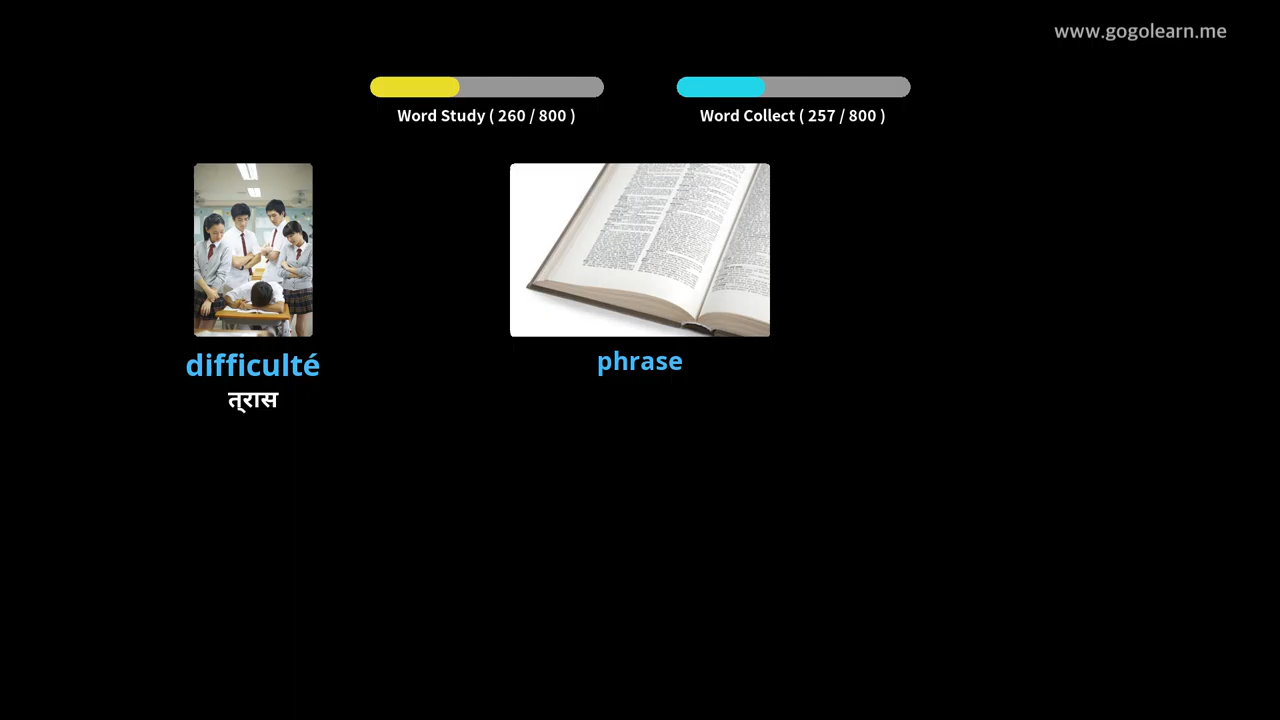 www.gogolearn.me
Word Study ( 260 / 800 )
Word Collect ( 257 / 800 )
difficulté
phrase
त्रास